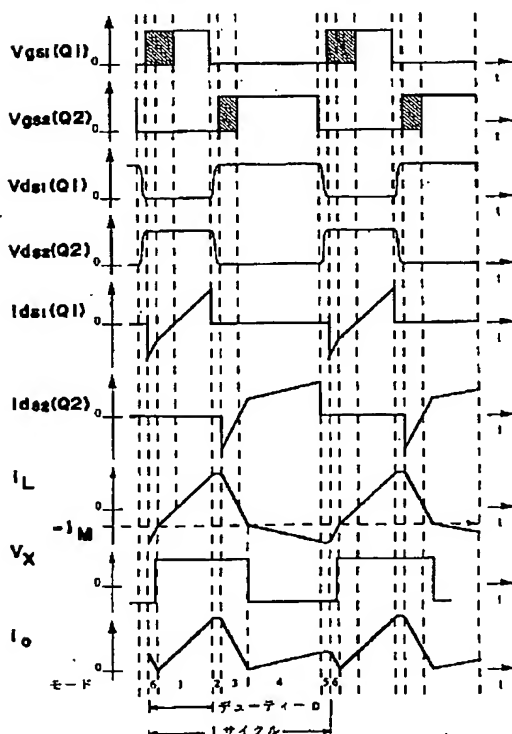 Vgs1(Q1) 0 t
Vgs2(Q2) 0 t
Vds1(Q1) 0 t
Vds2(Q2) 0 t
Ids1(Q1) 0 t
Ids2(Q2) 0 t
iL 0 t
-iM
VX 0 t
io 0 t
モード 6 1 2 3 4 5 6
デューティーD
1サイクル